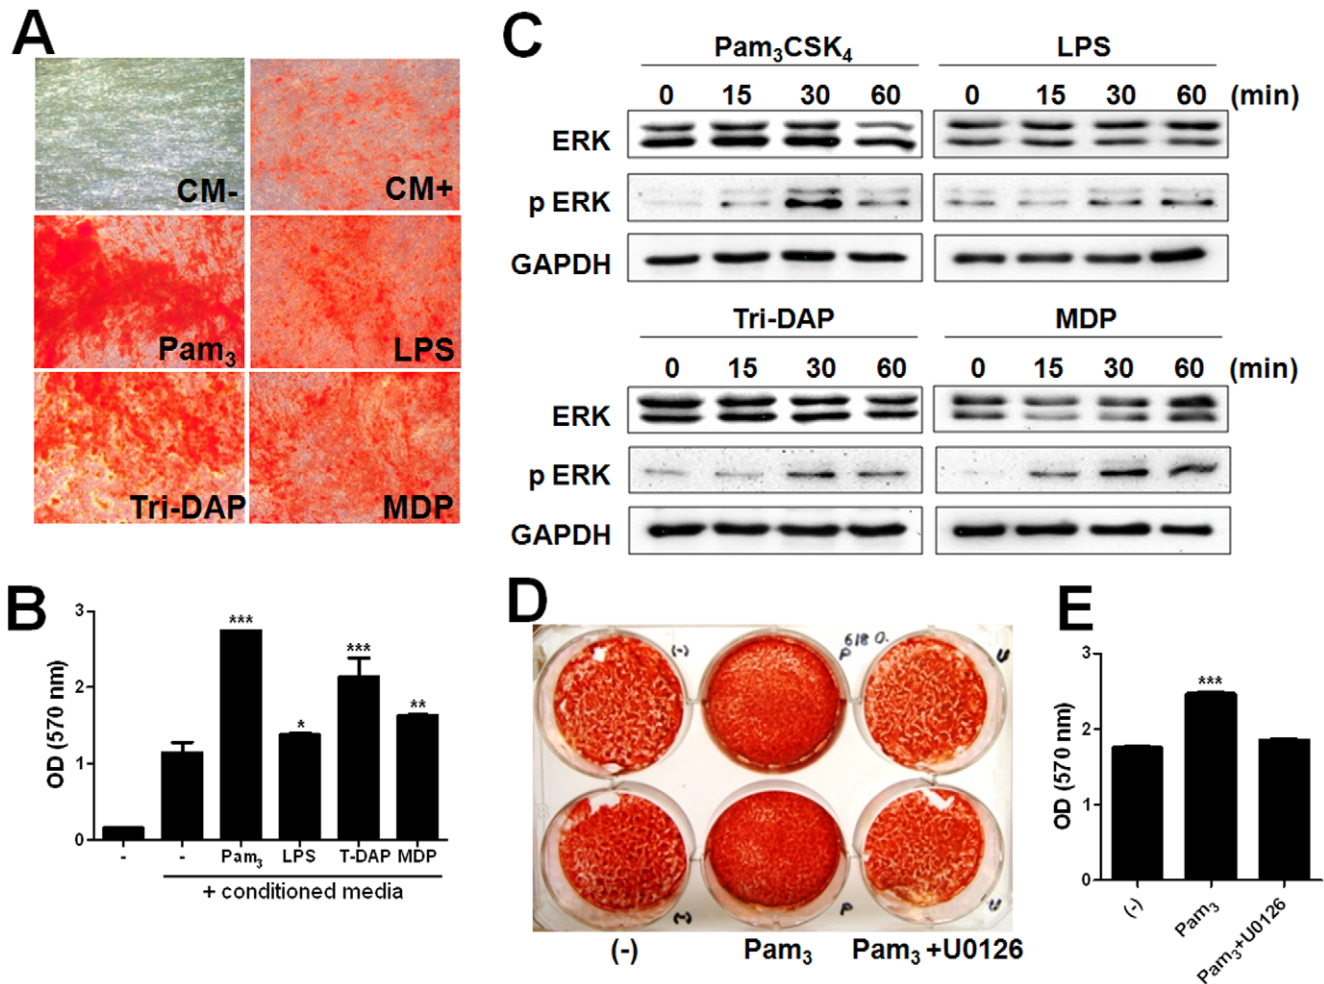 A
CM-
CM+
Pam3
LPS
Tri-DAP
MDP
B
OD (570 nm)
3
2
1
0
***
*
***
**
-
-
Pam3
LPS
T-DAP
MDP
+ conditioned media
C
Pam3CSK4
LPS
0 15 30 60 0 15 30 60 (min)
ERK
p ERK
GAPDH
Tri-DAP
MDP
0 15 30 60 0 15 30 60 (min)
ERK
p ERK
GAPDH
D
(-)
P
U
(-)
P
U
(-)
Pam3
Pam3 +U0126
E
OD (570 nm)
3
2
1
0
***
(-)
Pam3
Pam3+U0126